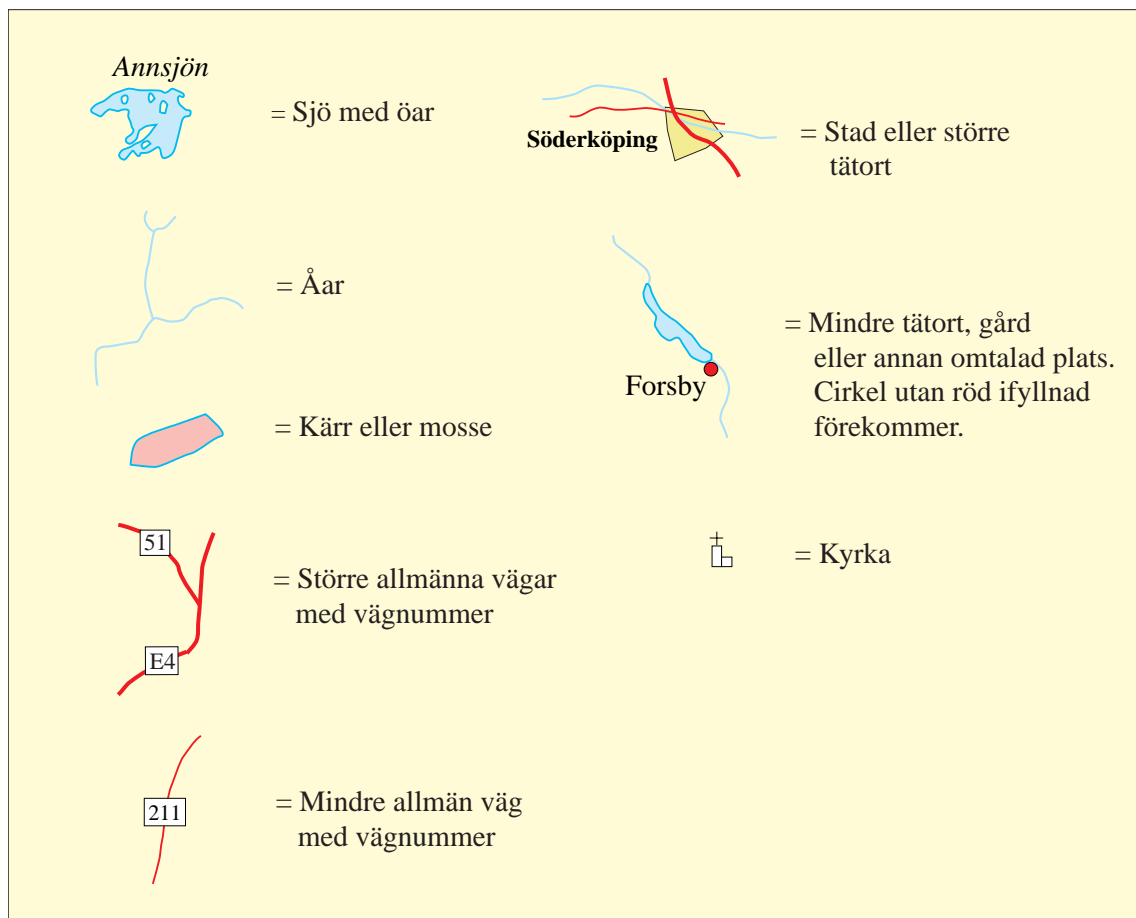 Annsjön
= Sjö med öar
= Åar
= Kärr eller mosse
51
E4
= Större allmänna vägar
med vägnummer
211
= Mindre allmän väg
med vägnummer
Söderköping
= Stad eller större
tätort
Forsby
= Mindre tätort, gård
eller annan omtalad plats.
Cirkel utan röd ifyllnad
förekommer.
= Kyrka